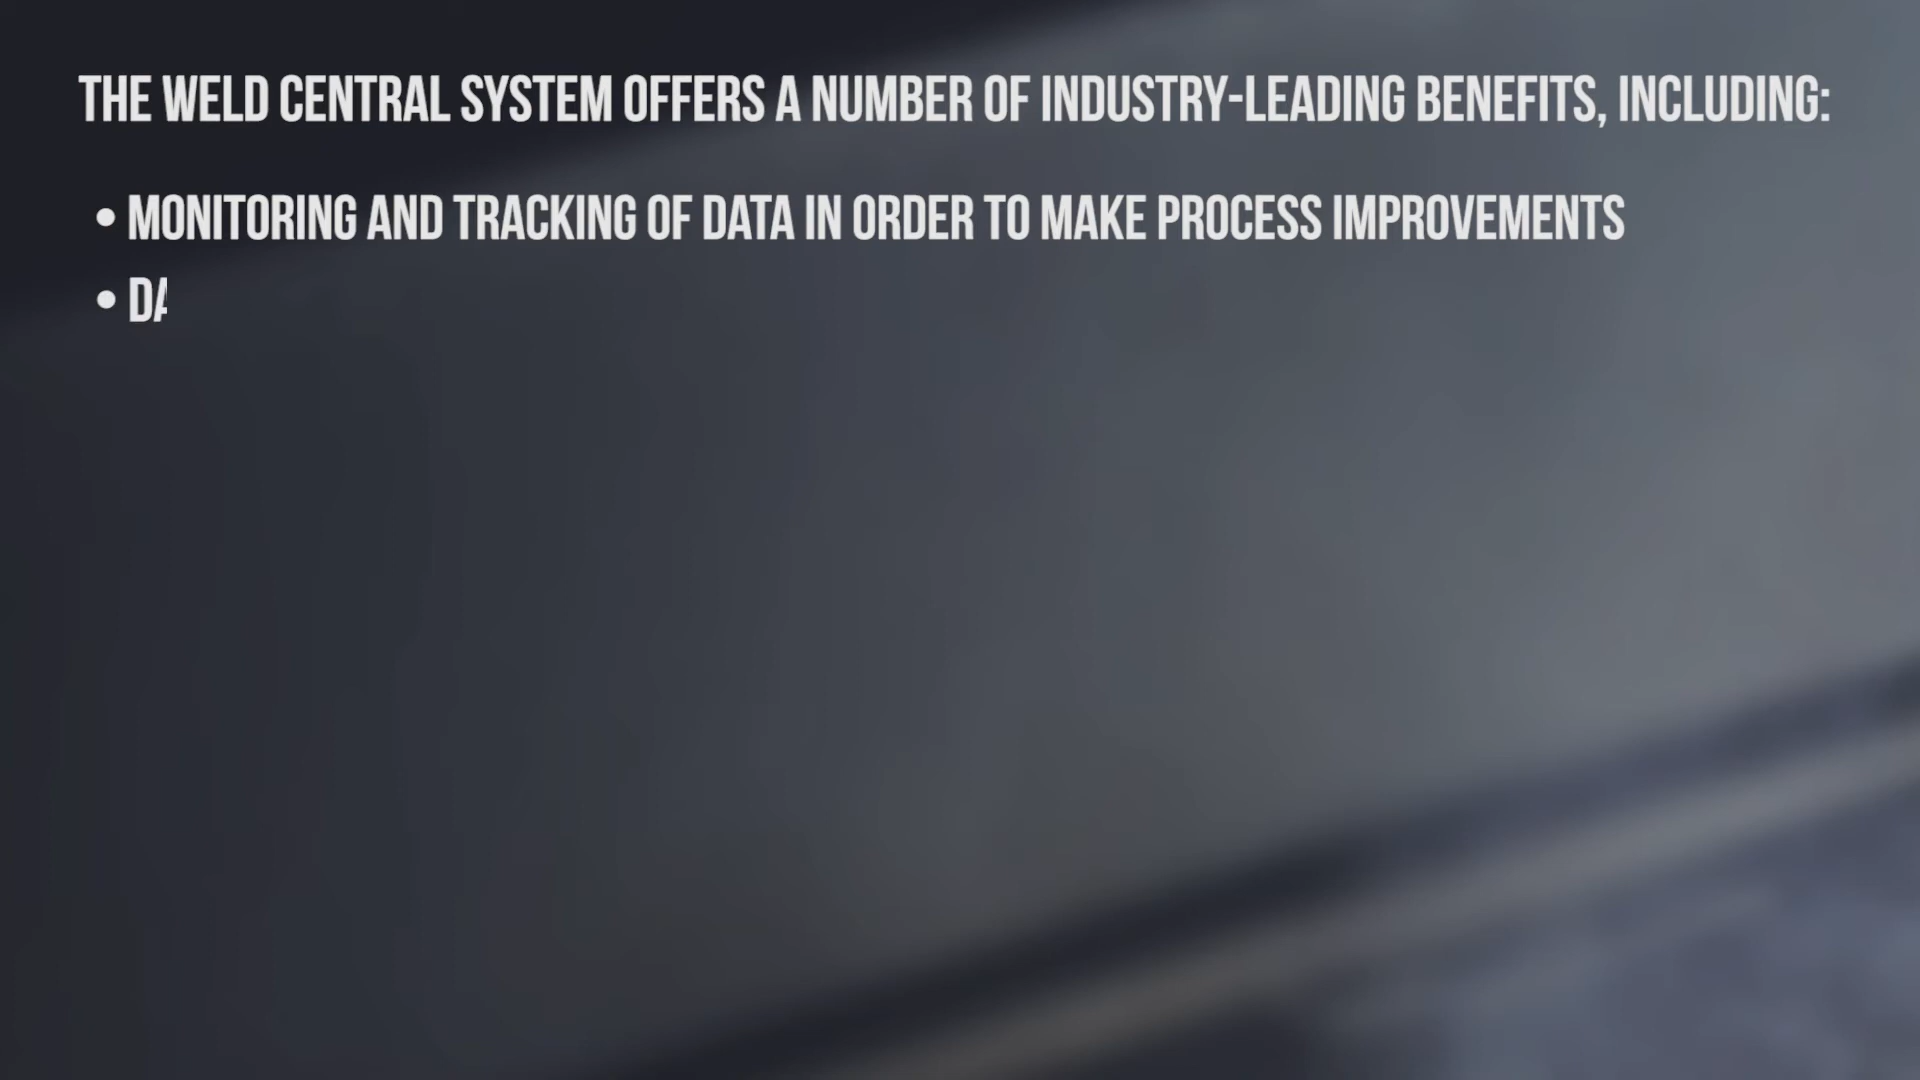 THE WELD CENTRAL SYSTEM OFFERS A NUMBER OF INDUSTRY-LEADING BENEFITS, INCLUDING:
• MONITORING AND TRACKING OF DATA IN ORDER TO MAKE PROCESS IMPROVEMENTS
•